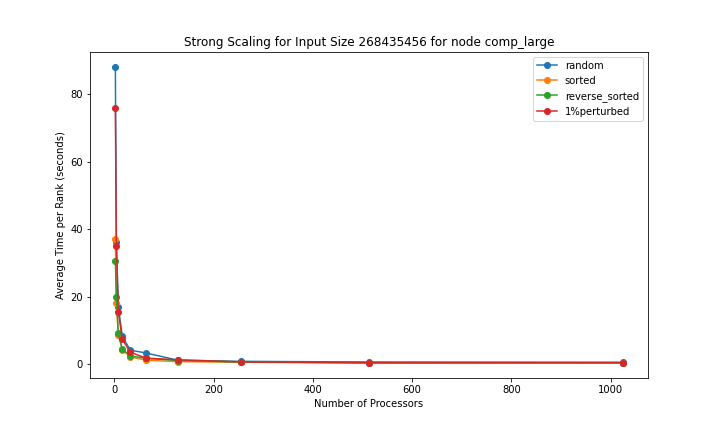 Strong Scaling for Input Size 268435456 for node comp_large
random
sorted
reverse_sorted
1%perturbed
Average Time per Rank (seconds)
80
60
40
20
0
0 200 400 600 800 1000
Number of Processors